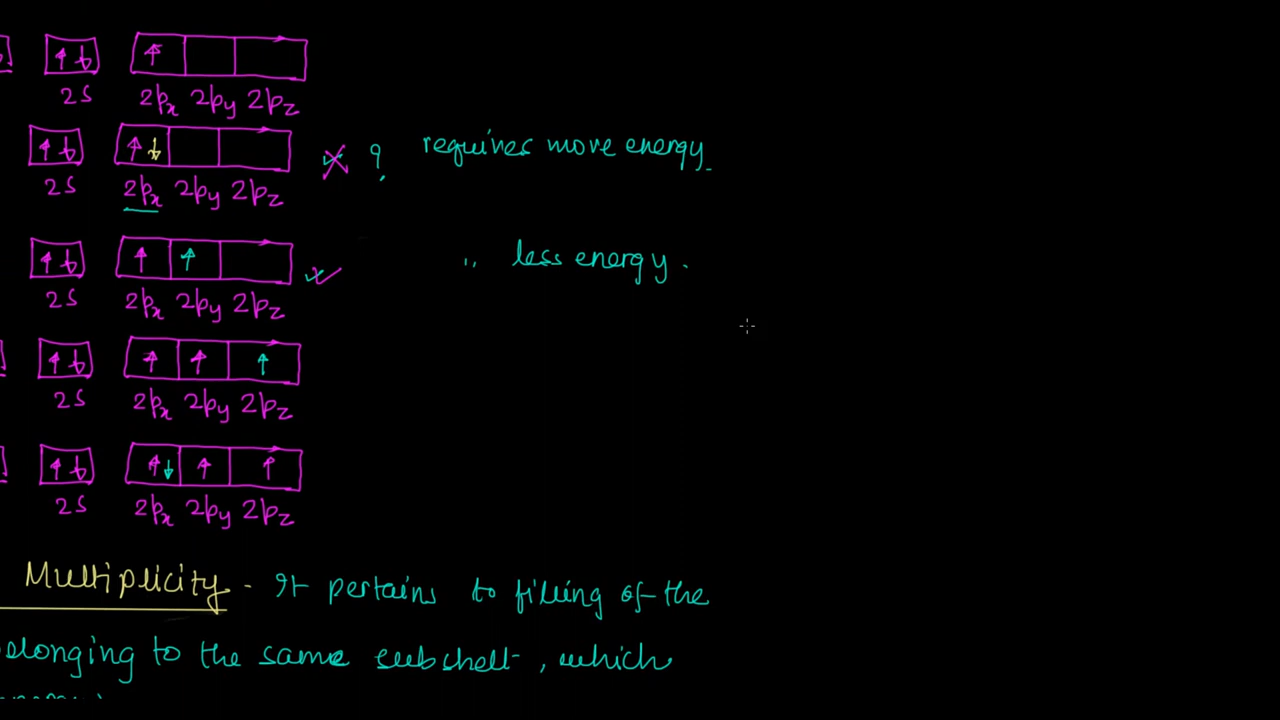 2s 2px 2py 2pz
? requires more energy.
2s 2px 2py 2pz
,, less energy.
2s 2px 2py 2pz
2s 2px 2py 2pz
2s 2px 2py 2pz
Multiplicity - It pertains to filling of the
belonging to the same subshell, which